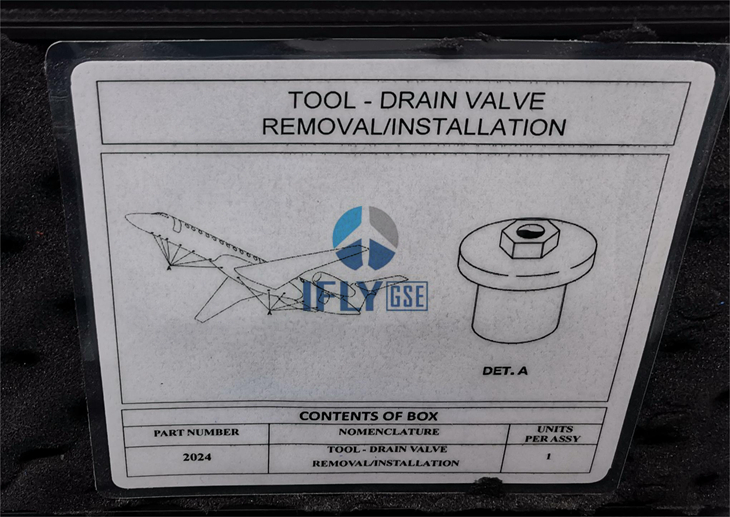 TOOL - DRAIN VALVE
REMOVAL/INSTALLATION
IFLY GSE
DET. A
CONTENTS OF BOX
PART NUMBER NOMENCLATURE UNITS PER ASSY
2024 TOOL - DRAIN VALVE REMOVAL/INSTALLATION 1